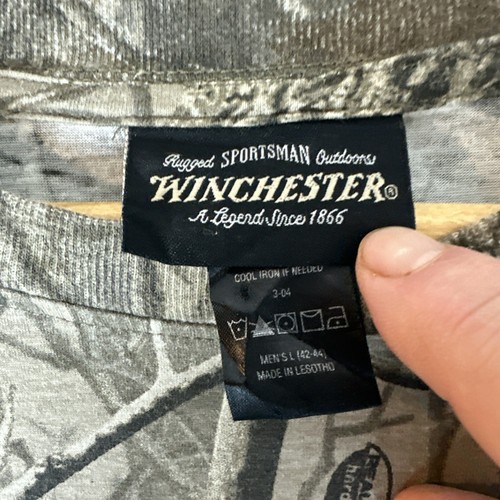 Rugged SPORTSMAN Outdoors
WINCHESTER®
A Legend Since 1866
COOL IRON IF NEEDED
3-04
MEN'S L (42-44)
MADE IN LESOTHO